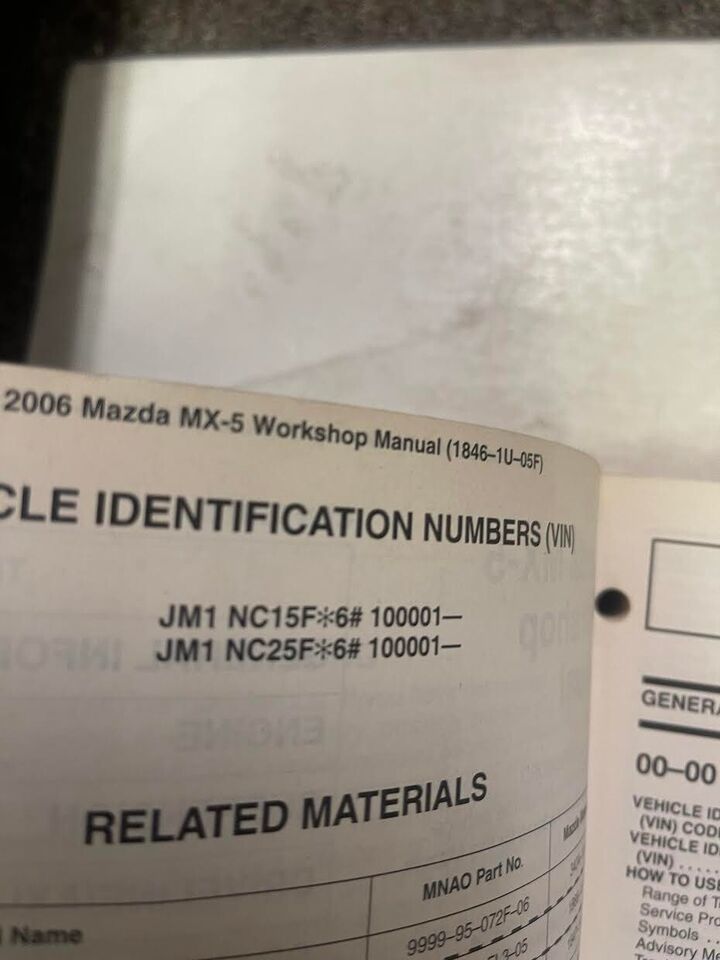 2006 Mazda MX-5 Workshop Manual (1846–1U–05F)
CLE IDENTIFICATION NUMBERS (VIN)
JM1 NC15F✻6# 100001—
JM1 NC25F✻6# 100001—
RELATED MATERIALS
Name
MNAO Part No.
9999–95–072F–06
GENERA
00–00
VEHICLE ID
(VIN) CODE
VEHICLE ID
(VIN) . . . . .
HOW TO USE
Range of T
Service Pro
Symbols . .
Advisory Me